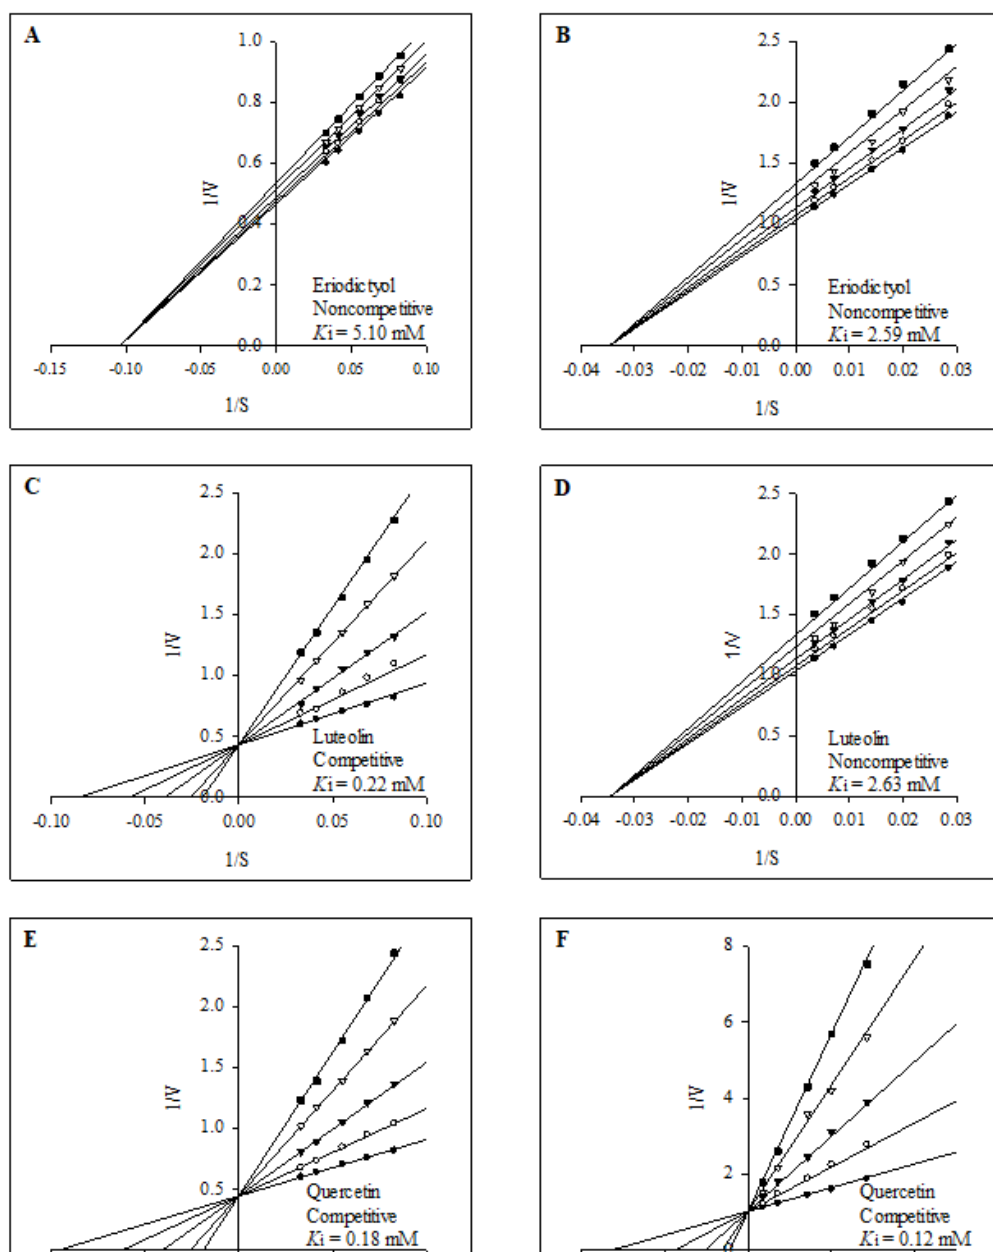 A
1.0
0.8
0.6
0.4
0.2
0.0
1/V
Eriodictyol
Noncompetitive
Ki = 5.10 mM
-0.15 -0.10 -0.05 0.00 0.05 0.10
1/S
B
2.5
2.0
1.5
1.0
0.5
0.0
1/V
Eriodictyol
Noncompetitive
Ki = 2.59 mM
-0.04 -0.03 -0.02 -0.01 0.00 0.01 0.02 0.03
1/S
C
2.5
2.0
1.5
1.0
0.5
0.0
1/V
Luteolin
Competitive
Ki = 0.22 mM
-0.10 -0.05 0.00 0.05 0.10
1/S
D
2.5
2.0
1.5
1.0
0.5
0.0
1/V
Luteolin
Noncompetitive
Ki = 2.63 mM
-0.04 -0.03 -0.02 -0.01 0.00 0.01 0.02 0.03
1/S
E
2.5
2.0
1.5
1.0
0.5
1/V
Quercetin
Competitive
Ki = 0.18 mM
F
8
6
4
2
0
1/V
Quercetin
Competitive
Ki = 0.12 mM